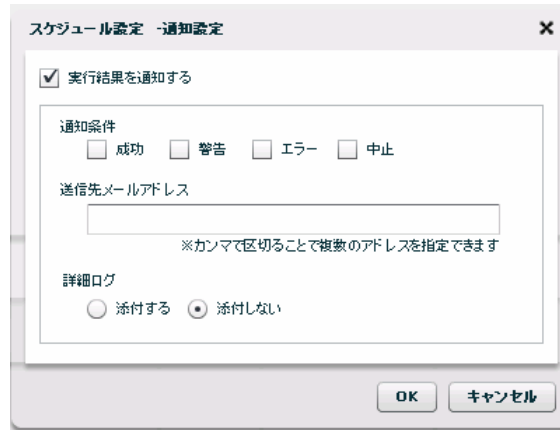 スケジュール設定 -通知設定
実行結果を通知する
通知条件
成功 警告 エラー 中止
送信先メールアドレス
※カンマで区切ることで複数のアドレスを指定できます
詳細ログ
添付する 添付しない
OK キャンセル